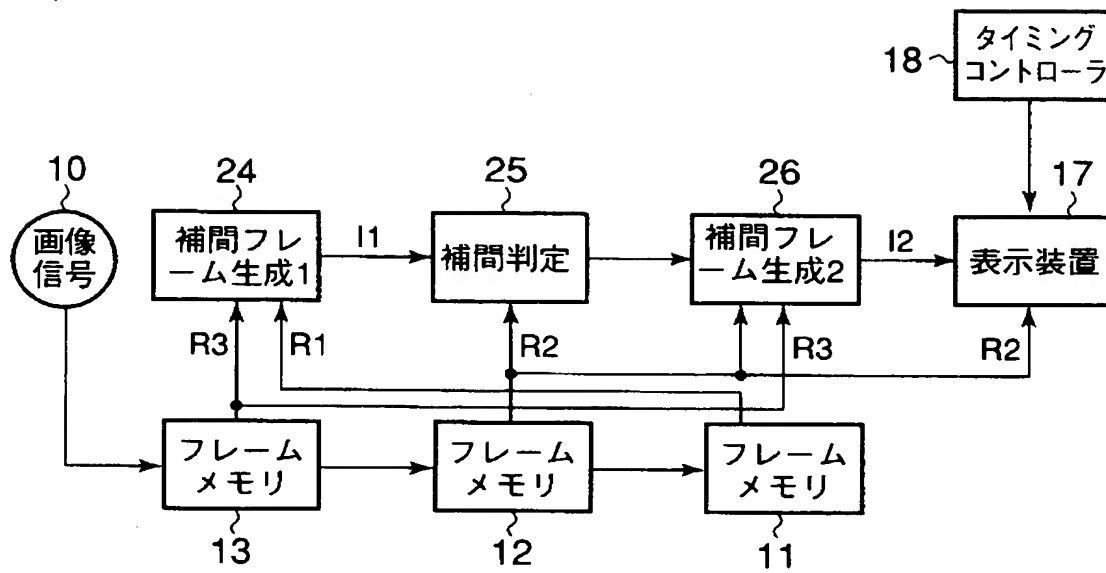 タイミング
コントローラ
18
10
24
25
26
17
画像
信号
補間フレ
ーム生成1
I1
補間判定
補間フレ
ーム生成2
I2
表示装置
R3
R1
R2
R3
R2
フレーム
メモリ
フレーム
メモリ
フレーム
メモリ
13
12
11